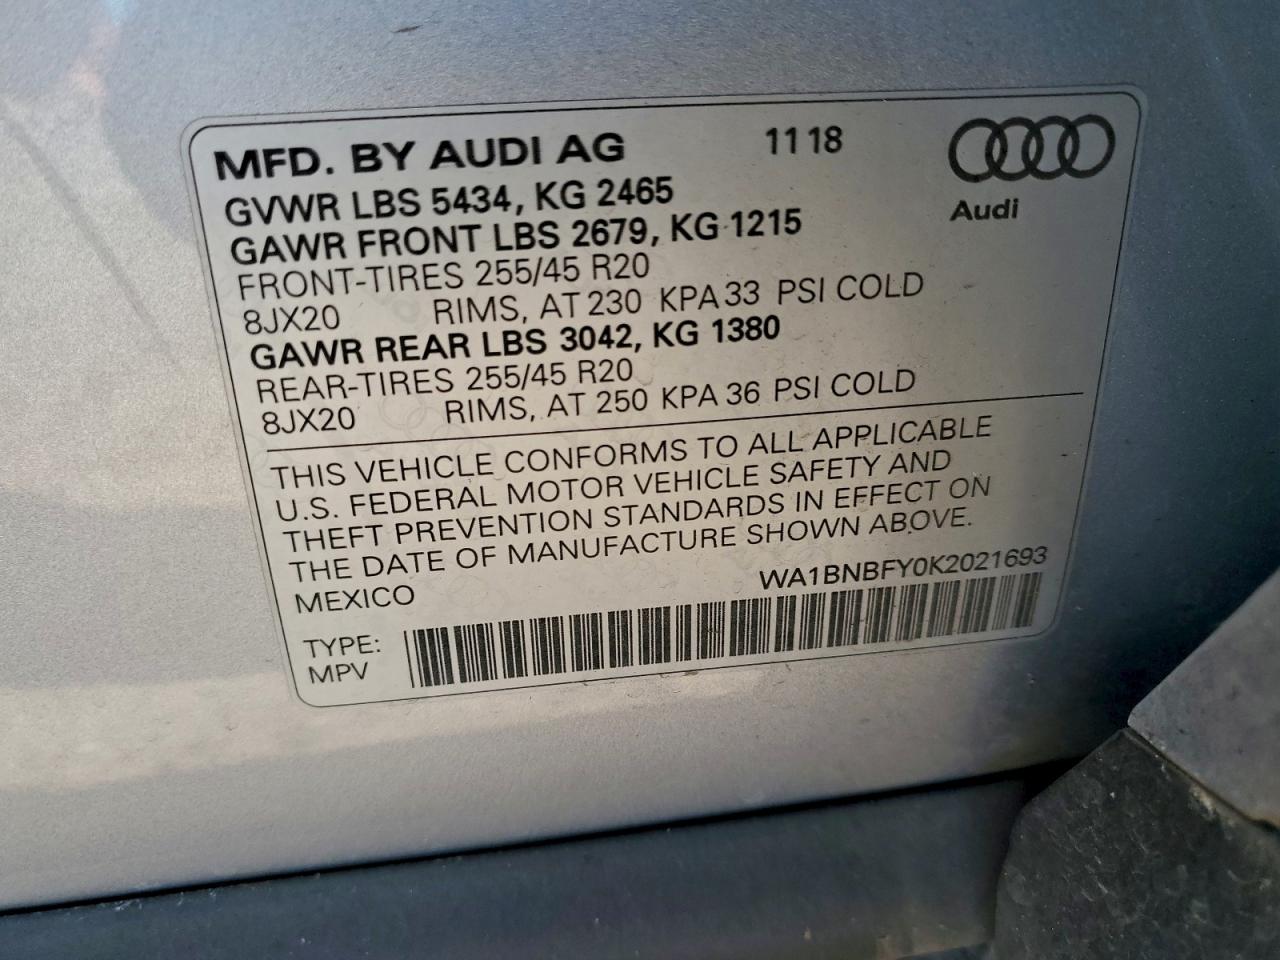 MFD. BY AUDI AG 11 18
GVWR LBS 5434, KG 2465
Audi
GAWR FRONT LBS 2679, KG 1215
FRONT-TIRES 255/45 R20
8JX20 RIMS, AT 230 KPA 33 PSI COLD
GAWR REAR LBS 3042, KG 1380
REAR-TIRES 255/45 R20
8JX20 RIMS, AT 250 KPA 36 PSI COLD
THIS VEHICLE CONFORMS TO ALL APPLICABLE
U.S. FEDERAL MOTOR VEHICLE SAFETY AND
THEFT PREVENTION STANDARDS IN EFFECT ON
THE DATE OF MANUFACTURE SHOWN ABOVE.
MEXICO WA1BNBFY0K2021693
TYPE:
MPV